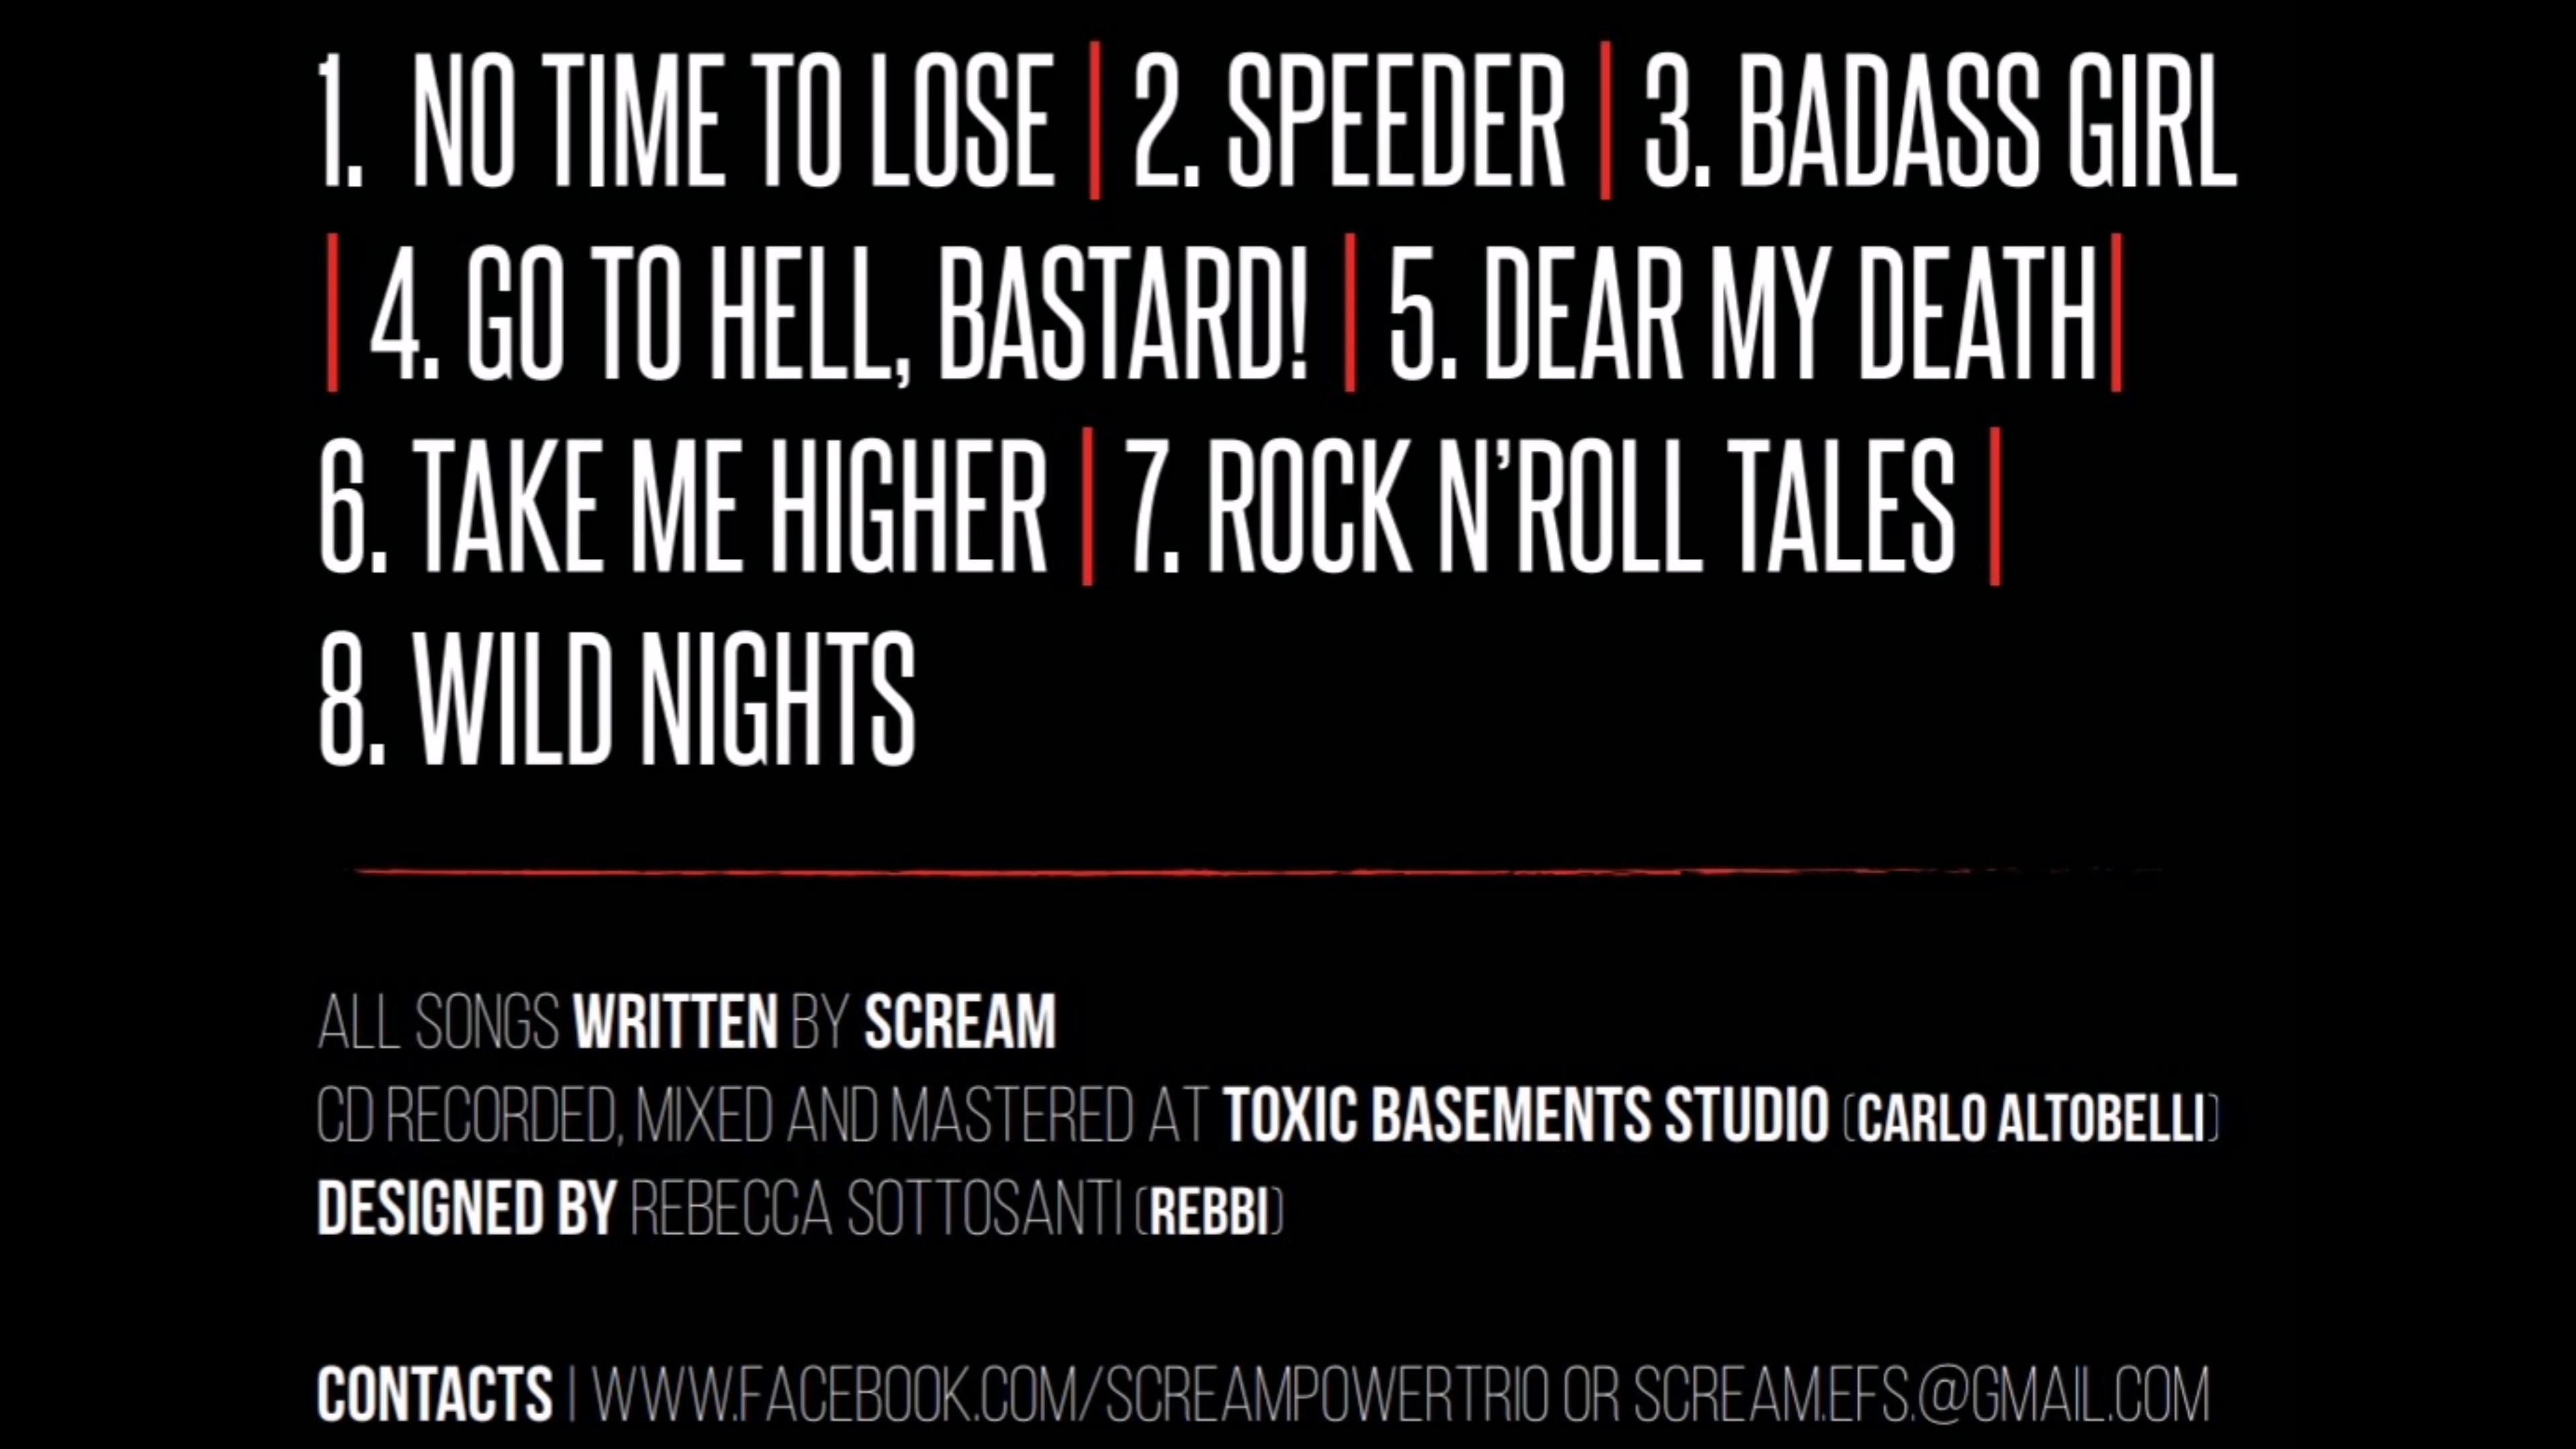 1. NO TIME TO LOSE | 2. SPEEDER | 3. BADASS GIRL
| 4. GO TO HELL, BASTARD! | 5. DEAR MY DEATH|
6. TAKE ME HIGHER | 7. ROCK N’ROLL TALES |
8. WILD NIGHTS
ALL SONGS WRITTEN BY SCREAM
CD RECORDED, MIXED AND MASTERED AT TOXIC BASEMENTS STUDIO (CARLO ALTOBELLI)
DESIGNED BY REBECCA SOTTOSANTI (REBBI)
CONTACTS | WWW.FACEBOOK.COM/SCREAMPOWERTRIO OR SCREAM.EFS.@GMAIL.COM